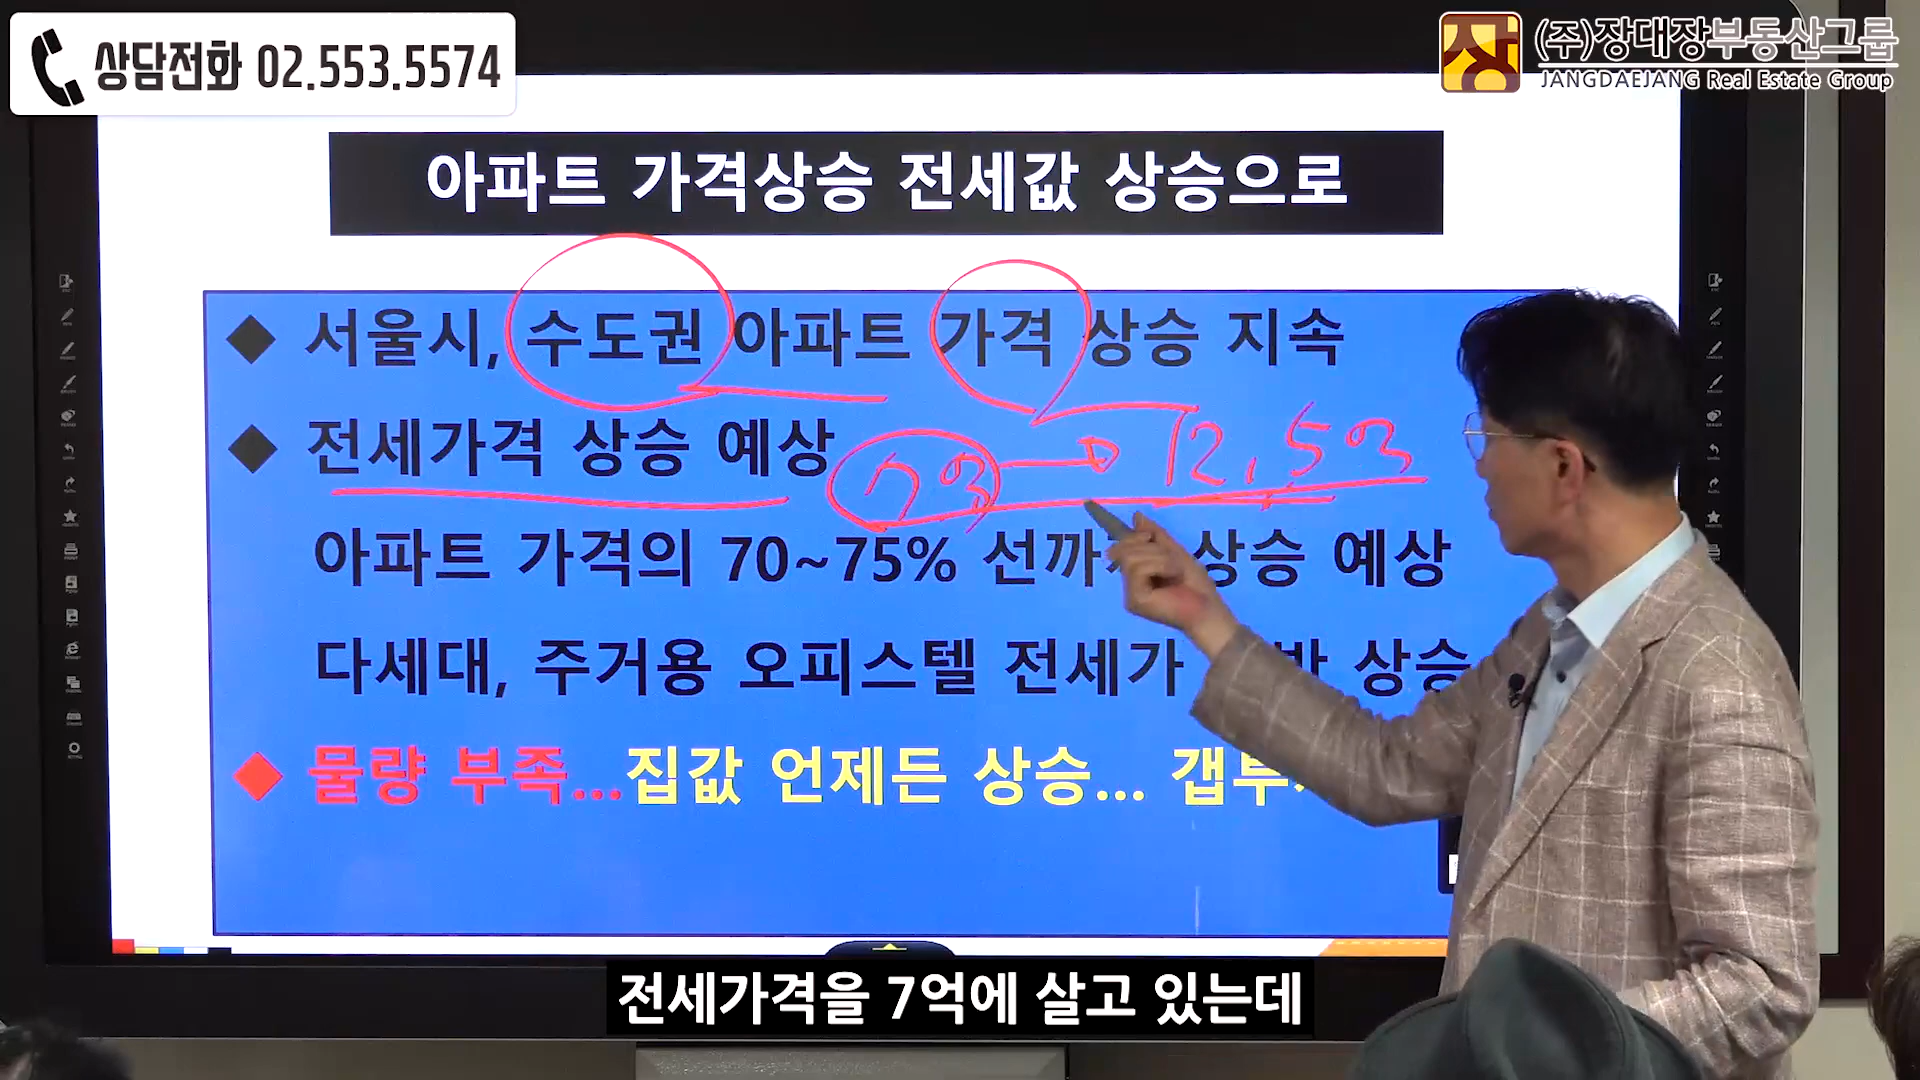 상담전화 02.553.5574
(주)장대장부동산그룹
JANGDAEJANG Real Estate Group
아파트 가격상승 전세값 상승으로
◆ 서울시, 수도권 아파트 가격 상승 지속
◆ 전세가격 상승 예상
7억 → 12.5억
아파트 가격의 70~75% 선까지 상승 예상
다세대, 주거용 오피스텔 전세가 상승
◆ 물량 부족...집값 언제든 상승... 갭투
전세가격을 7억에 살고 있는데